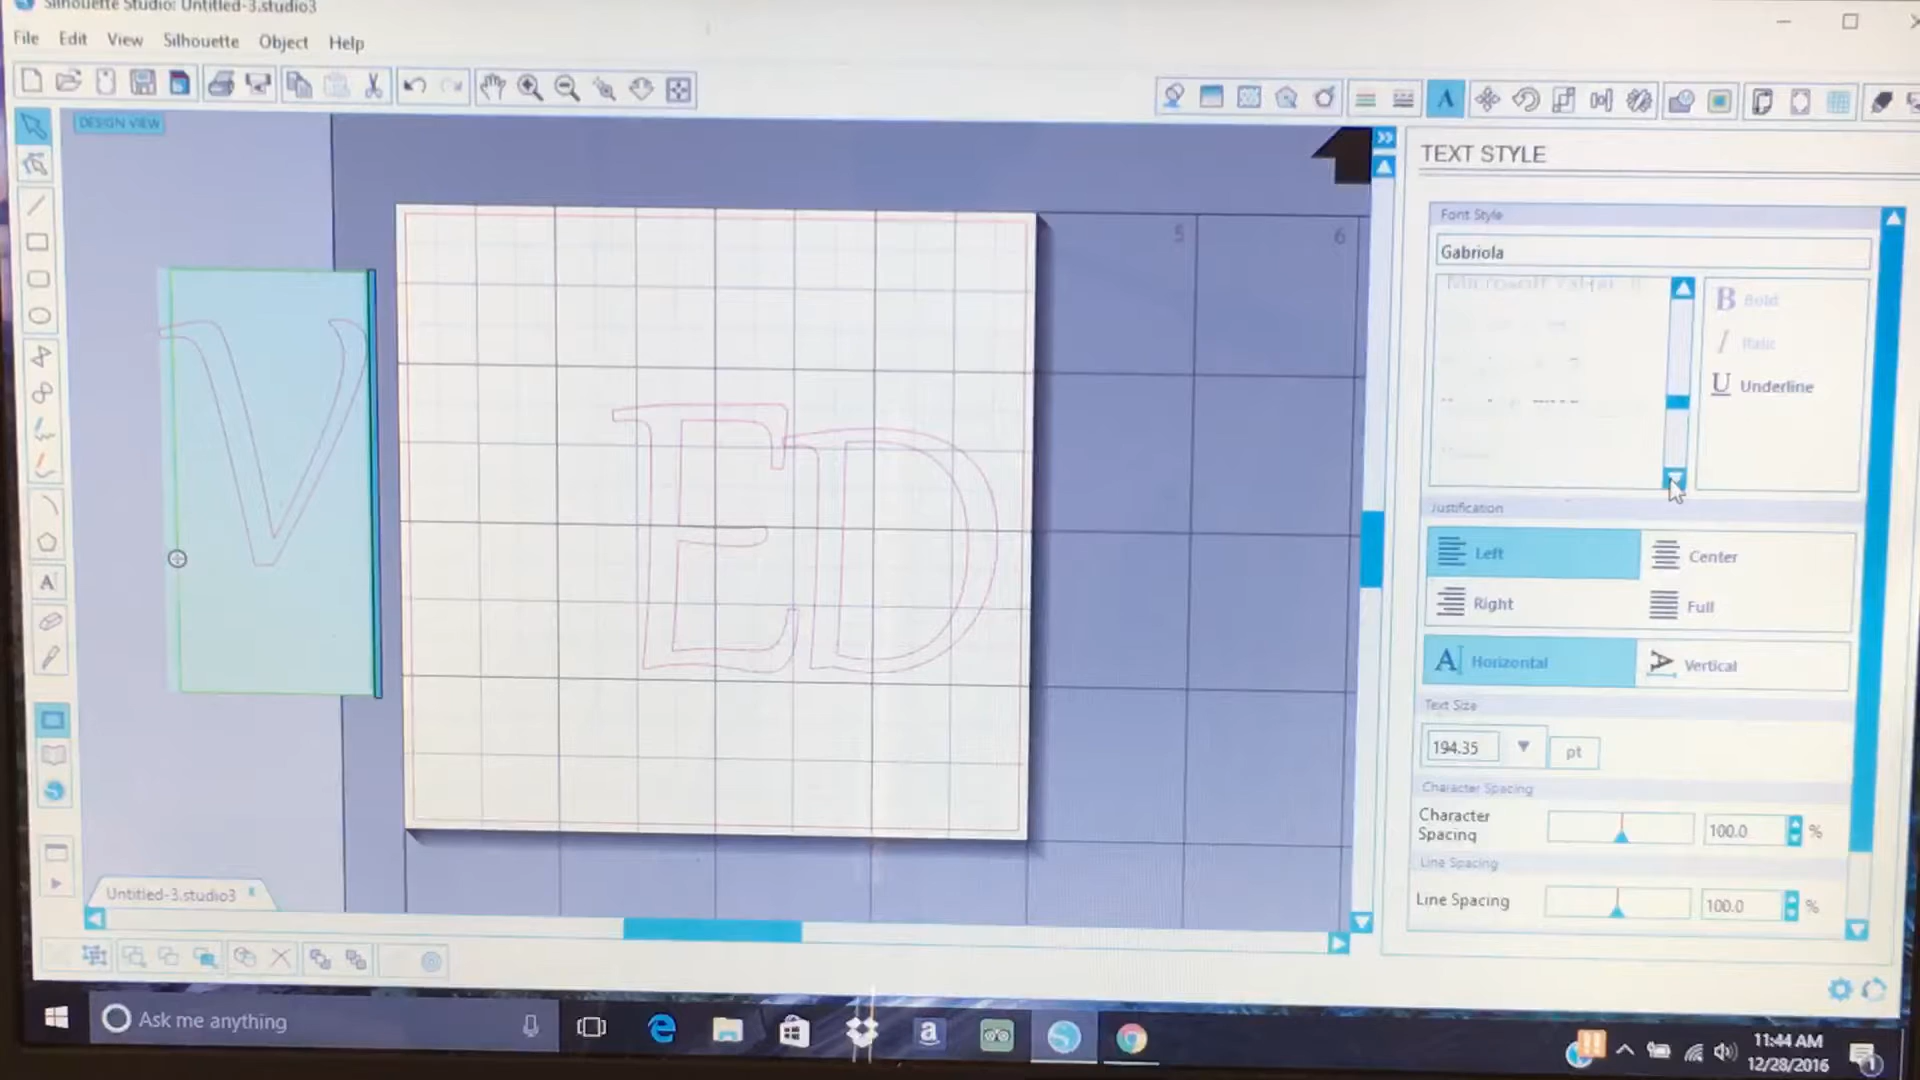 Silhouette Studio: Untitled-3.studio3
File Edit View Silhouette Object Help
DESIGN VIEW
TEXT STYLE
Font Style
Gabriola
B Bold
I Italic
U Underline
5
6
V
ED
Justification
Left
Center
Right
Full
A Horizontal
Vertical
Text Size
194.35
pt
Character Spacing
Character
Spacing
100.0 %
Line Spacing
Line Spacing
100.0 %
Untitled-3.studio3
Ask me anything
11:44 AM
12/28/2016
1